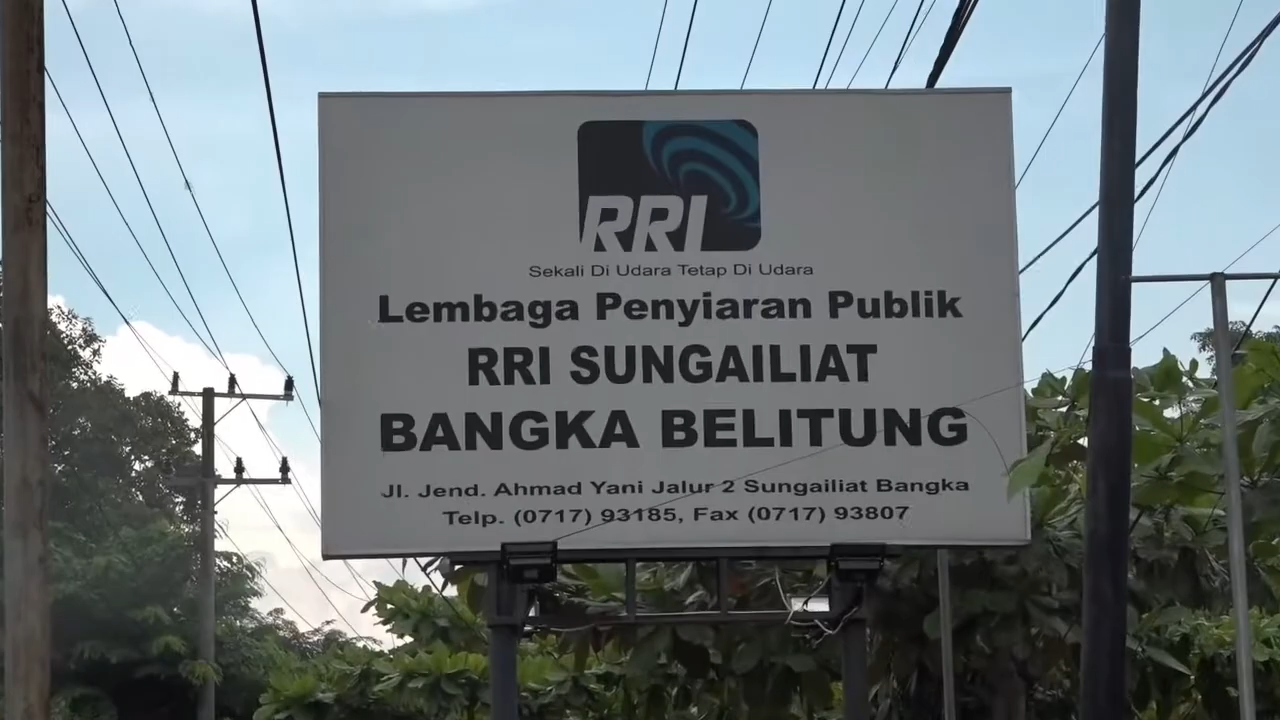 RRI
Sekali Di Udara Tetap Di Udara
Lembaga Penyiaran Publik
RRI SUNGAILIAT
BANGKA BELITUNG
Jl. Jend. Ahmad Yani Jalur 2 Sungailiat Bangka
Telp. (0717) 93185, Fax (0717) 93807